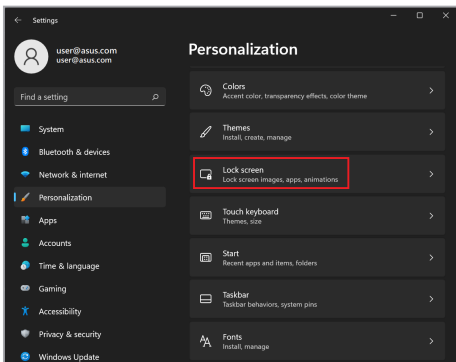 Settings
user@asus.com
user@asus.com
Find a setting
System
Bluetooth & devices
Network & internet
Personalization
Apps
Accounts
Time & language
Gaming
Accessibility
Privacy & security
Windows Update
Personalization
Colors
Accent color, transparency effects, color theme
Themes
Install, create, manage
Lock screen
Lock screen images, apps, animations
Touch keyboard
Themes, size
Start
Recent apps and items, folders
Taskbar
Taskbar behaviors, system pins
Fonts
Install, manage